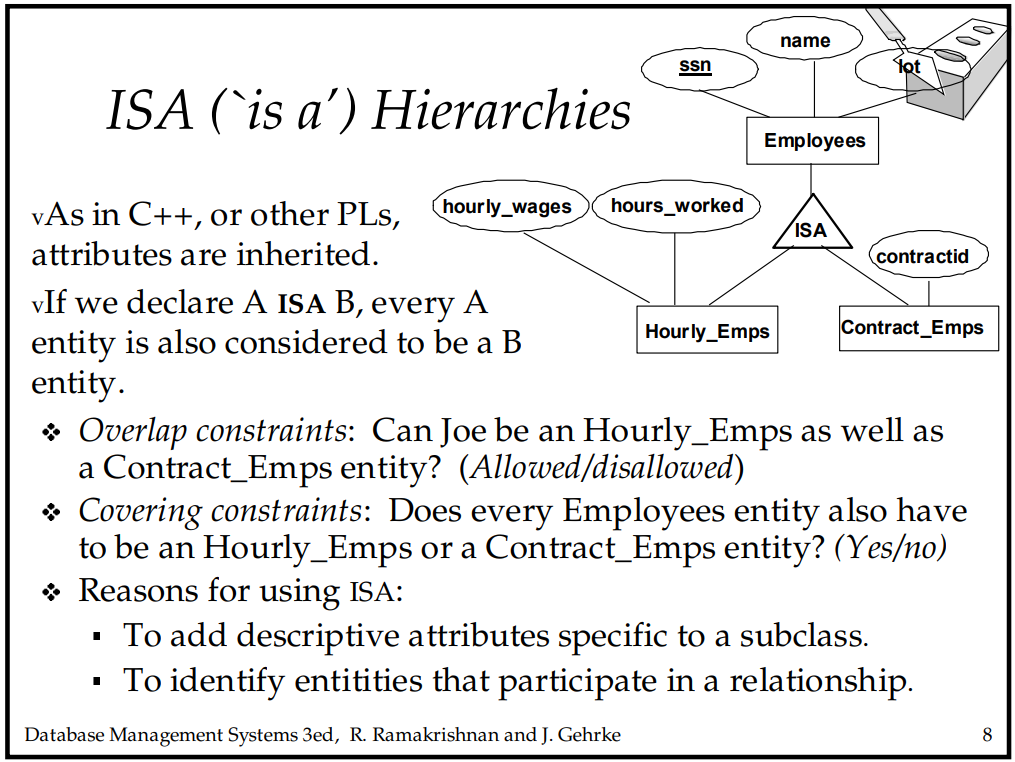 name
ssn
lot
ISA (`is a′) Hierarchies
Employees
hourly_wages
hours_worked
ISA
contractid
Hourly_Emps
Contract_Emps
vAs in C++, or other PLs,
attributes are inherited.
vIf we declare A ISA B, every A
entity is also considered to be a B
entity.
❖ Overlap constraints: Can Joe be an Hourly_Emps as well as
a Contract_Emps entity? (Allowed/disallowed)
❖ Covering constraints: Does every Employees entity also have
to be an Hourly_Emps or a Contract_Emps entity? (Yes/no)
❖ Reasons for using ISA:
▪ To add descriptive attributes specific to a subclass.
▪ To identify entitities that participate in a relationship.
Database Management Systems 3ed, R. Ramakrishnan and J. Gehrke 8